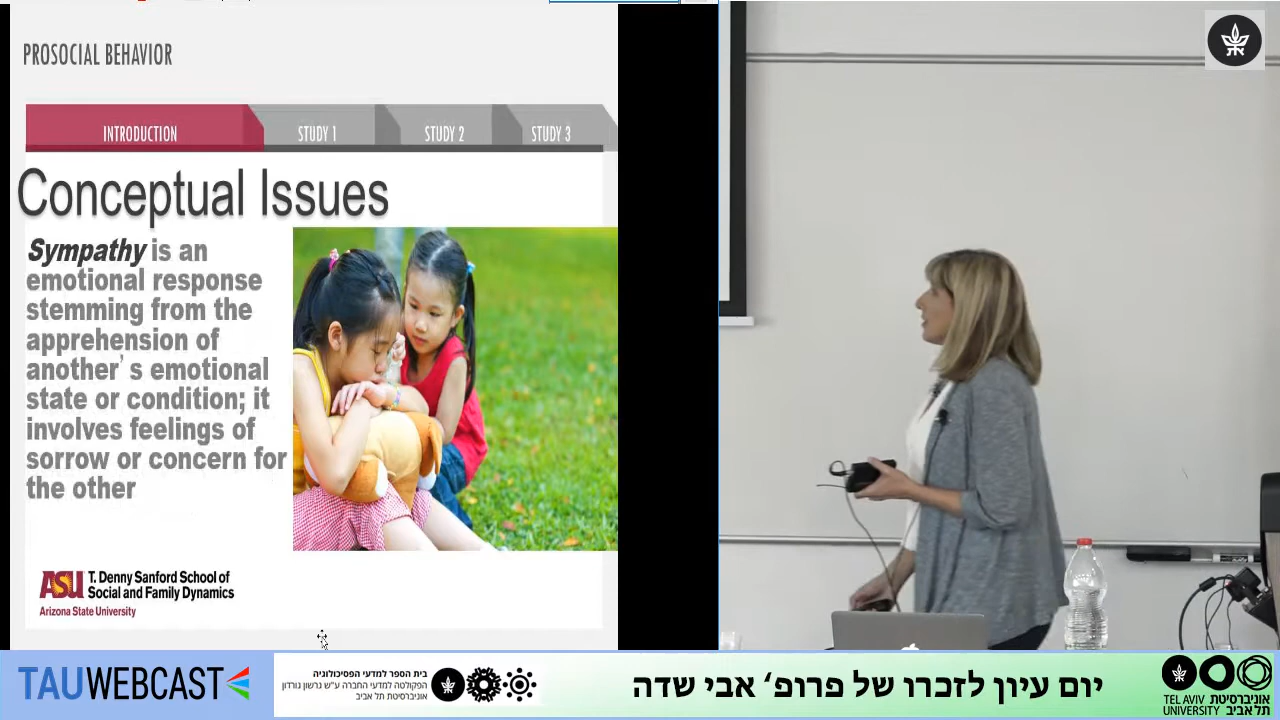 PROSOCIAL BEHAVIOR
INTRODUCTION
STUDY 1
STUDY 2
STUDY 3
Conceptual Issues
Sympathy is an
emotional response
stemming from the
apprehension of
another's emotional
state or condition; it
involves feelings of
sorrow or concern for
the other
ASU T. Denny Sanford School of
Social and Family Dynamics
Arizona State University
TAUWEBCAST
בית הספר למדעי הפסיכולוגיה
הפקולטה למדעי החברה ע"ש גרשון גורדון
אוניברסיטת תל אביב
יום עיון לזכרו של פרופ' אבי שדה
TEL AVIV אוניברסיטת
UNIVERSITY תל אביב